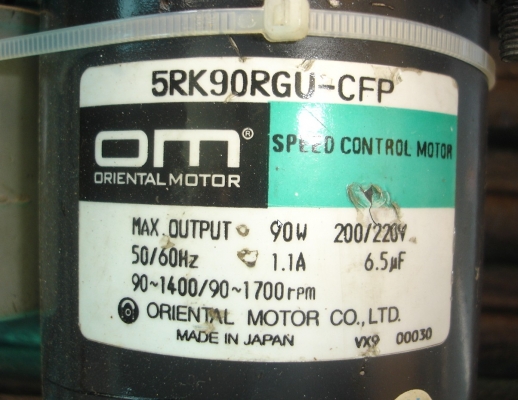 5RK90RGU-CFP
om®
ORIENTAL MOTOR
SPEED CONTROL MOTOR
MAX. OUTPUT 90W 200/220V
50/60Hz 1.1A 6.5μF
90~1400/90~1700rpm
ORIENTAL MOTOR CO.,LTD.
MADE IN JAPAN VX9 00030